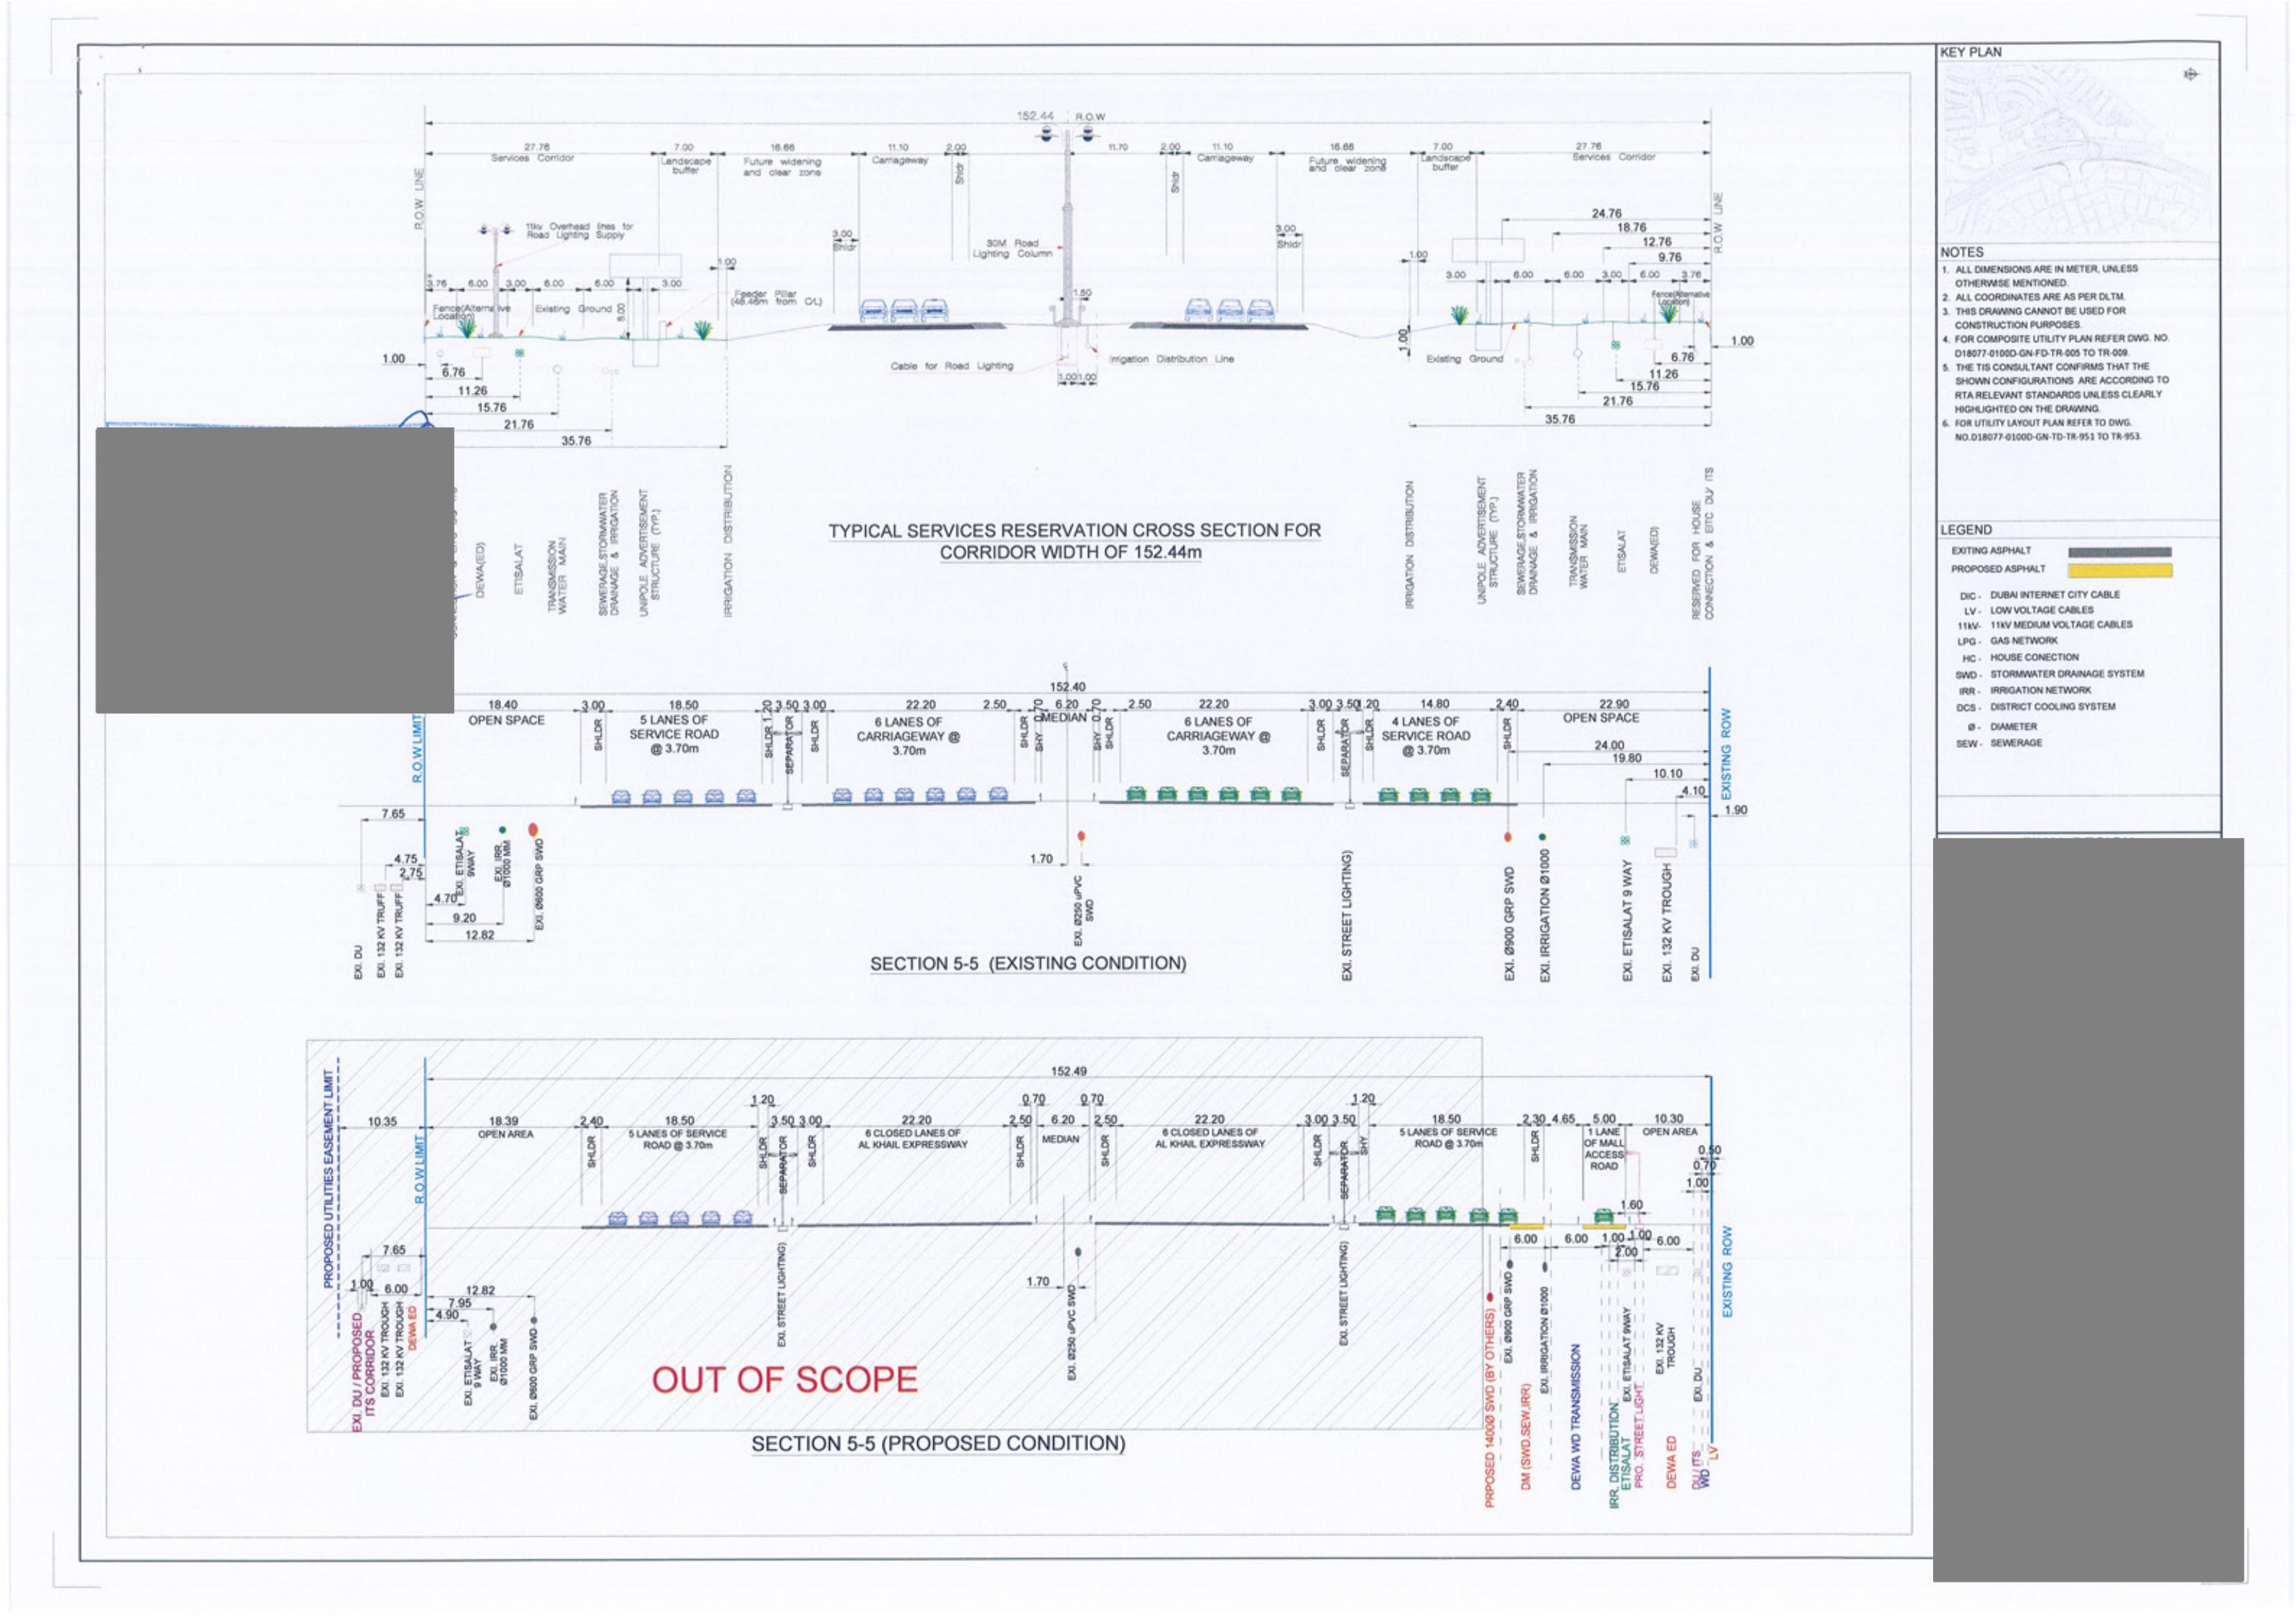 152.44 R.O.W
27.76
Services Corridor
7.00
Landscape
buffer
16.66
Future widening
and clear zone
11.10
Carriageway
2.00
Shldr
11.70
2.00
Shldr
11.10
Carriageway
16.66
Future widening
and clear zone
7.00
Landscape
buffer
27.76
Services Corridor
R.O.W LINE
R.O.W LINE
11kv Overhead lines for
Road Lighting Supply
3.00
Shldr
30M Road
Lighting Column
3.00
Shldr
24.76
18.76
12.76
9.76
1.00
1.00
3.76 6.00 3.00 6.00 6.00 3.00
Fence(Alternative
Location)
Existing Ground
8.00
Feeder Pillar
(48.46m from C/L)
1.50
3.00 6.00 6.00 3.00 6.00 3.76
Fence(Alternative
Location)
1.00
6.76
11.26
15.76
21.76
35.76
Cable for Road Lighting
1.00 1.00
Irrigation Distribution Line
1.00
Existing Ground
1.00
6.76
11.26
15.76
21.76
35.76
DEWA(ED)
ETISALAT
TRANSMISSION
WATER MAIN
SEWERAGE,STORMWATER
DRAINAGE & IRRIGATION
UNIPOLE ADVERTISEMENT
STRUCTURE (TYP.)
IRRIGATION DISTRIBUTION
TYPICAL SERVICES RESERVATION CROSS SECTION FOR
CORRIDOR WIDTH OF 152.44m
IRRIGATION DISTRIBUTION
UNIPOLE ADVERTISEMENT
STRUCTURE (TYP.)
SEWERAGE,STORMWATER
DRAINAGE & IRRIGATION
TRANSMISSION
WATER MAIN
ETISALAT
DEWA(ED)
RESERVED FOR HOUSE
CONNECTION & EITC DU/ ITS
152.40
18.40
OPEN SPACE
3.00
SHLDR
18.50
5 LANES OF
SERVICE ROAD
@ 3.70m
1.20
SHLDR
3.50
SEPARATOR
3.00
SHLDR
22.20
6 LANES OF
CARRIAGEWAY @
3.70m
2.50
SHLDR
0.70
SHY
6.20
MEDIAN
0.70
SHY
2.50
SHLDR
22.20
6 LANES OF
CARRIAGEWAY @
3.70m
3.00
SHLDR
3.50
SEPARATOR
1.20
SHLDR
14.80
4 LANES OF
SERVICE ROAD
@ 3.70m
2.40
SHLDR
22.90
OPEN SPACE
R.O.W LIMIT
EXISTING ROW
24.00
19.80
10.10
4.10
1.90
7.65
4.75
2.75
4.70
9.20
12.82
1.70
EXI. DU
EXI. 132 KV TRUFF
EXI. 132 KV TRUFF
EXI. ETISALAT
9WAY
EXI. IRR.
Ø1000 MM
EXI. Ø600 GRP SWD
EXI. Ø250 uPVC
SWD
EXI. STREET LIGHTING)
EXI. Ø900 GRP SWD
EXI. IRRIGATION Ø1000
EXI. ETISALAT 9 WAY
EXI. 132 KV TROUGH
EXI. DU
SECTION 5-5 (EXISTING CONDITION)
152.49
PROPOSED UTILITIES EASEMENT LIMIT
10.35
R.O.W LIMIT
18.39
OPEN AREA
2.40
SHLDR
18.50
5 LANES OF SERVICE
ROAD @ 3.70m
1.20
SHLDR
3.50
SEPARATOR
3.00
SHLDR
22.20
6 CLOSED LANES OF
AL KHAIL EXPRESSWAY
2.50
SHLDR
0.70
6.20
MEDIAN
0.70
2.50
SHLDR
22.20
6 CLOSED LANES OF
AL KHAIL EXPRESSWAY
3.00
SHLDR
3.50
SEPARATOR
1.20
SHY
18.50
5 LANES OF SERVICE
ROAD @ 3.70m
2.30
SHLDR
4.65
5.00
1 LANE
OF MALL
ACCESS
ROAD
10.30
OPEN AREA
0.50
0.70
1.00
1.60
EXISTING ROW
6.00 6.00 1.00 1.00 6.00
2.00
7.65
1.00
6.00
12.82
7.95
4.90
1.70
EXI. DU / PROPOSED
ITS CORRIDOR
EXI. 132 KV TROUGH
EXI. 132 KV TROUGH
DEWA ED
EXI. ETISALAT
9 WAY
EXI. IRR.
Ø1000 MM
EXI. Ø600 GRP SWD
EXI. STREET LIGHTING)
EXI. Ø250 uPVC SWD
EXI. STREET LIGHTING)
OUT OF SCOPE
PRPOSED 1400Ø SWD (BY OTHERS)
EXI. Ø900 GRP SWD
DM (SWD,SEW,IRR)
EXI. IRRIGATION Ø1000
DEWA WD TRANSMISSION
IRR. DISTRIBUTION
EXI. ETISALAT 9WAY
ETISALAT
PRO. STREET LIGHT
EXI. 132 KV
TROUGH
DEWA ED
EXI. DU
DU / ITS
WD
LV
SECTION 5-5 (PROPOSED CONDITION)
KEY PLAN
NOTES
1. ALL DIMENSIONS ARE IN METER, UNLESS
OTHERWISE MENTIONED.
2. ALL COORDINATES ARE AS PER DLTM.
3. THIS DRAWING CANNOT BE USED FOR
CONSTRUCTION PURPOSES.
4. FOR COMPOSITE UTILITY PLAN REFER DWG. NO.
D18077-0100D-GN-FD-TR-005 TO TR-009.
5. THE TIS CONSULTANT CONFIRMS THAT THE
SHOWN CONFIGURATIONS ARE ACCORDING TO
RTA RELEVANT STANDARDS UNLESS CLEARLY
HIGHLIGHTED ON THE DRAWING.
6. FOR UTILITY LAYOUT PLAN REFER TO DWG.
NO.D18077-0100D-GN-TD-TR-951 TO TR-953.
LEGEND
EXITING ASPHALT
PROPOSED ASPHALT
DIC - DUBAI INTERNET CITY CABLE
LV - LOW VOLTAGE CABLES
11kV- 11kV MEDIUM VOLTAGE CABLES
LPG - GAS NETWORK
HC - HOUSE CONECTION
SWD - STORMWATER DRAINAGE SYSTEM
IRR - IRRIGATION NETWORK
DCS - DISTRICT COOLING SYSTEM
Ø - DIAMETER
SEW - SEWERAGE